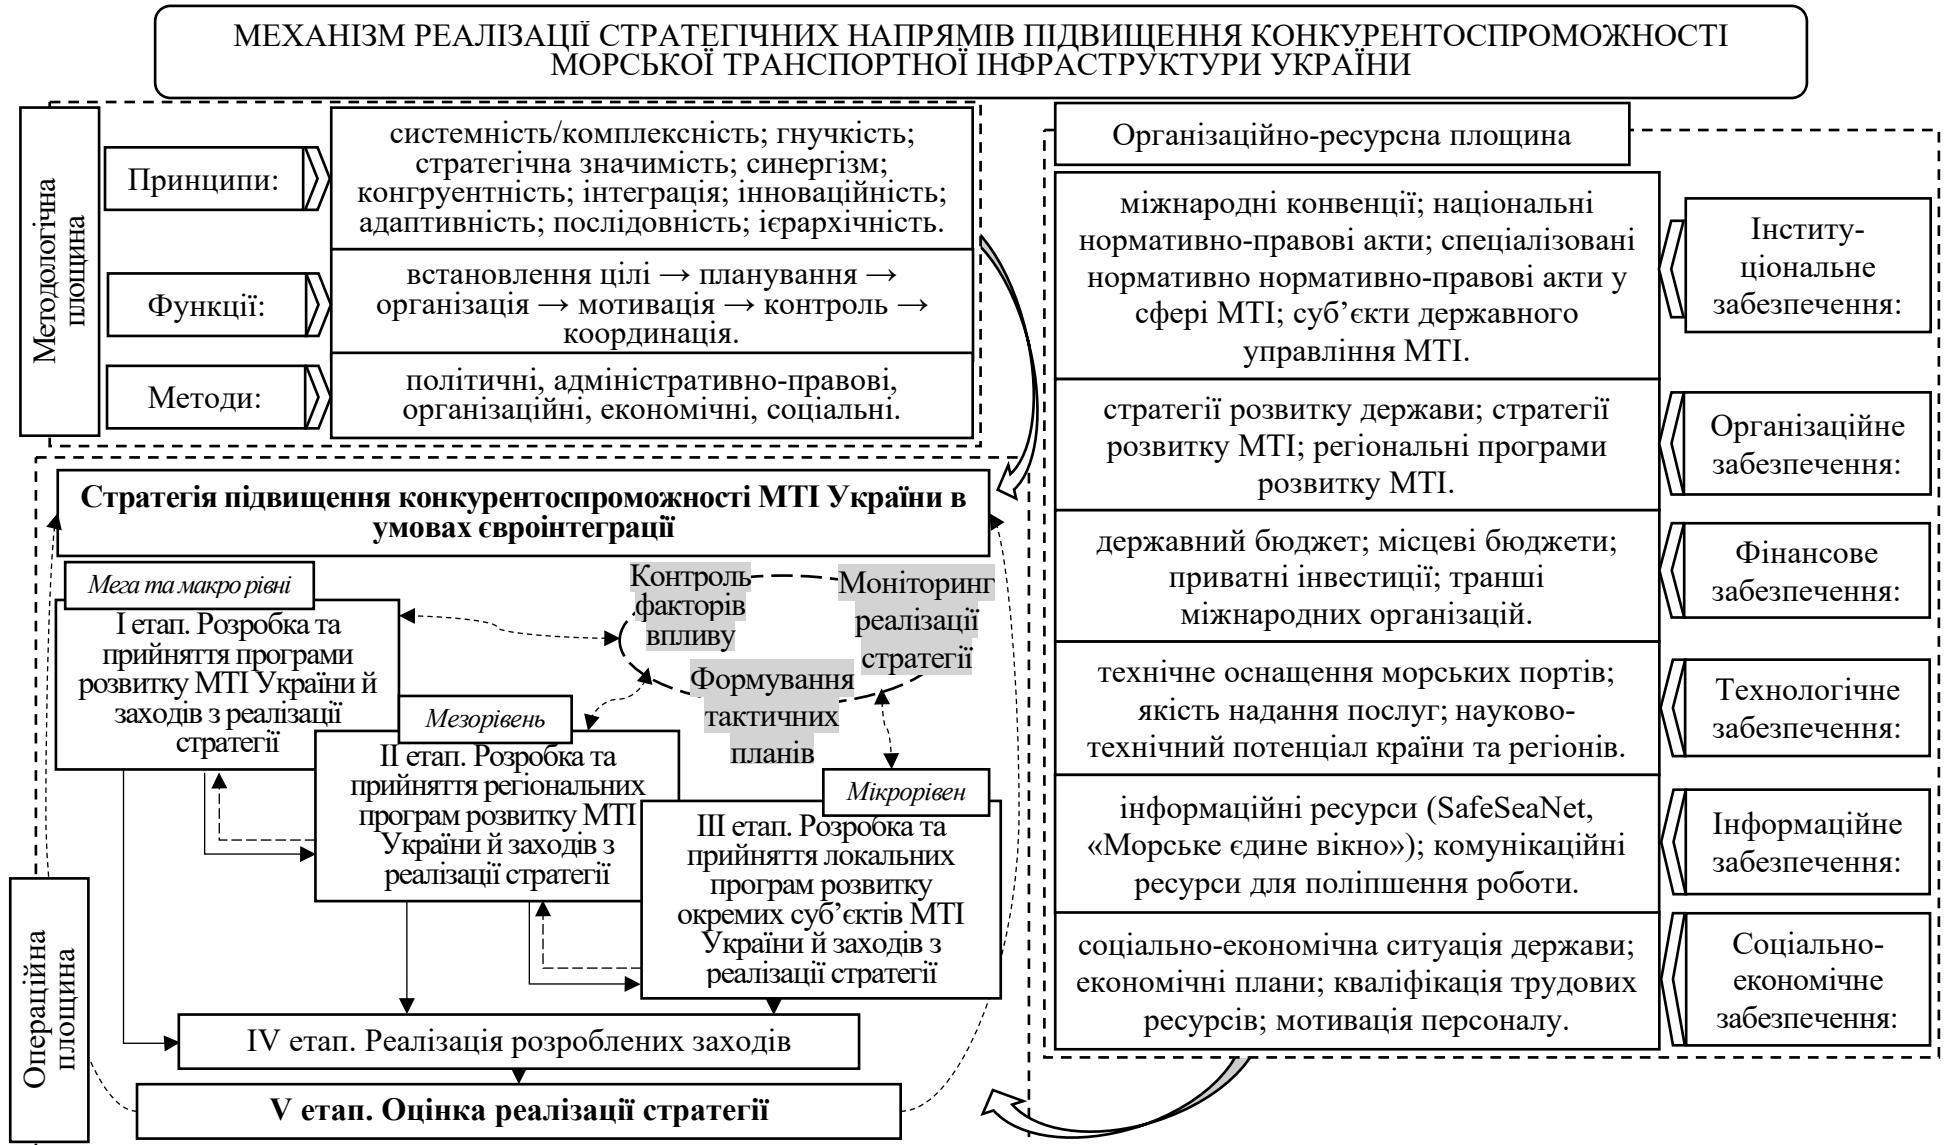 МЕХАНІЗМ РЕАЛІЗАЦІЇ СТРАТЕГІЧНИХ НАПРЯМІВ ПІДВИЩЕННЯ КОНКУРЕНТОСПРОМОЖНОСТІ
МОРСЬКОЇ ТРАНСПОРТНОЇ ІНФРАСТРУКТУРИ УКРАЇНИ
Методологічна
площина
Принципи:
системність/комплексність; гнучкість;
стратегічна значимість; синергізм;
конгруентність; інтеграція; інноваційність;
адаптивність; послідовність; ієрархічність.
Функції:
встановлення цілі → планування →
організація → мотивація → контроль →
координація.
Методи:
політичні, адміністративно-правові,
організаційні, економічні, соціальні.
Операційна
площина
Стратегія підвищення конкурентоспроможності МТІ України в
умовах євроінтеграції
Мега та макро рівні
І етап. Розробка та
прийняття програми
розвитку МТІ України й
заходів з реалізації
стратегії
Контроль
факторів
впливу
Моніторинг
реалізації
стратегії
Формування
тактичних
планів
Мезорівень
ІІ етап. Розробка та
прийняття регіональних
програм розвитку МТІ
України й заходів з
реалізації стратегії
Мікрорівен
ІІІ етап. Розробка та
прийняття локальних
програм розвитку
окремих суб’єктів МТІ
України й заходів з
реалізації стратегії
IV етап. Реалізація розроблених заходів
V етап. Оцінка реалізації стратегії
Організаційно-ресурсна площина
міжнародні конвенції; національні
нормативно-правові акти; спеціалізовані
нормативно нормативно-правові акти у
сфері МТІ; суб’єкти державного
управління МТІ.
Інститу-
ціональне
забезпечення:
стратегії розвитку держави; стратегії
розвитку МТІ; регіональні програми
розвитку МТІ.
Організаційне
забезпечення:
державний бюджет; місцеві бюджети;
приватні інвестиції; транші
міжнародних організацій.
Фінансове
забезпечення:
технічне оснащення морських портів;
якість надання послуг; науково-
технічний потенціал країни та регіонів.
Технологічне
забезпечення:
інформаційні ресурси (SafeSeaNet,
«Морське єдине вікно»); комунікаційні
ресурси для поліпшення роботи.
Інформаційне
забезпечення:
соціально-економічна ситуація держави;
економічні плани; кваліфікація трудових
ресурсів; мотивація персоналу.
Соціально-
економічне
забезпечення: